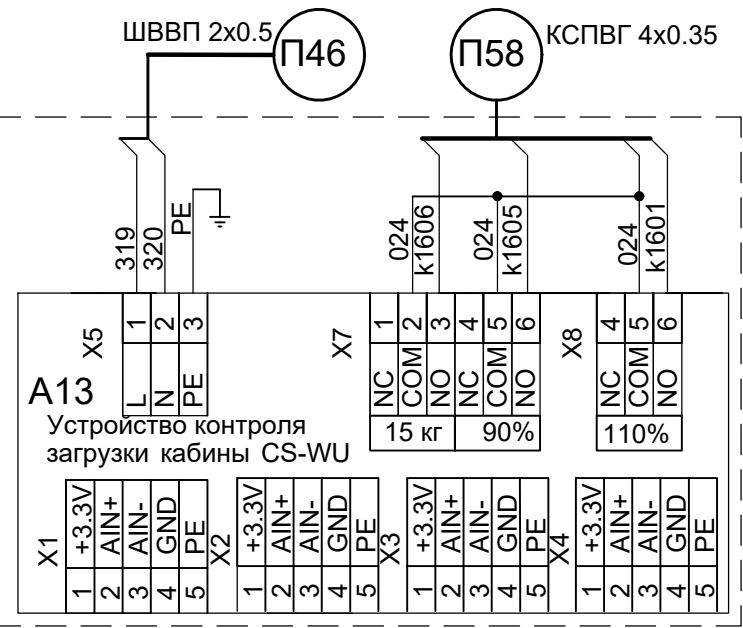 ШВВП 2х0.5
П46
П58
КСПВГ 4х0.35
319
320
PE
024
k1606
024
k1605
024
k1601
X5
1
2
3
L
N
PE
X7
1
2
3
4
5
6
NC
COM
NO
NC
COM
NO
15 кг
90%
X8
4
5
6
NC
COM
NO
110%
A13
Устройство контроля
загрузки кабины CS-WU
X1
+3.3V
AIN+
AIN-
GND
PE
1
2
3
4
5
X2
+3.3V
AIN+
AIN-
GND
PE
1
2
3
4
5
X3
+3.3V
AIN+
AIN-
GND
PE
1
2
3
4
5
X4
+3.3V
AIN+
AIN-
GND
PE
1
2
3
4
5